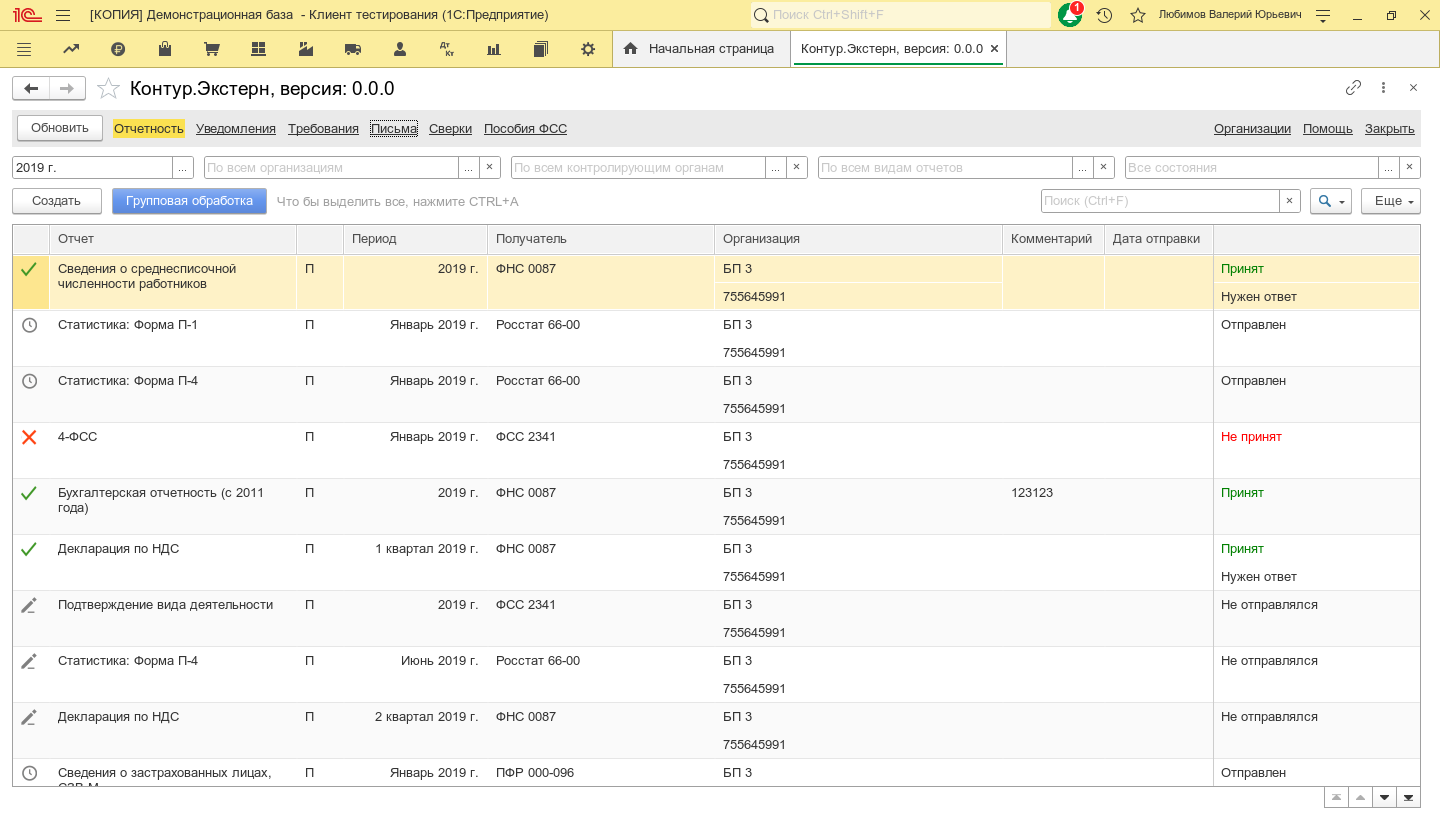 [КОПИЯ] Демонстрационная база - Клиент тестирования (1С:Предприятие)
Поиск Ctrl+Shift+F
1
Любимов Валерий Юрьевич
Дт Кт
Начальная страница
Контур.Экстерн, версия: 0.0.0
Контур.Экстерн, версия: 0.0.0
Обновить Отчетность Уведомления Требования Письма Сверки Пособия ФСС Организации Помощь Закрыть
2019 г. ... По всем организациям ... × По всем контролирующим органам ... × По всем видам отчетов ... × Все состояния ... ×
Создать Групповая обработка Что бы выделить все, нажмите CTRL+A Поиск (Ctrl+F) × Еще
Отчет Период Получатель Организация Комментарий Дата отправки
Сведения о среднесписочной П 2019 г. ФНС 0087 БП 3 Принят
численности работников
755645991 Нужен ответ
Статистика: Форма П-1 П Январь 2019 г. Росстат 66-00 БП 3 Отправлен
755645991
Статистика: Форма П-4 П Январь 2019 г. Росстат 66-00 БП 3 Отправлен
755645991
4-ФСС П Январь 2019 г. ФСС 2341 БП 3 Не принят
755645991
Бухгалтерская отчетность (с 2011 П 2019 г. ФНС 0087 БП 3 123123 Принят
года)
755645991
Декларация по НДС П 1 квартал 2019 г. ФНС 0087 БП 3 Принят
755645991 Нужен ответ
Подтверждение вида деятельности П 2019 г. ФСС 2341 БП 3 Не отправлялся
755645991
Статистика: Форма П-4 П Июнь 2019 г. Росстат 66-00 БП 3 Не отправлялся
755645991
Декларация по НДС П 2 квартал 2019 г. ФНС 0087 БП 3 Не отправлялся
755645991
Сведения о застрахованных лицах, П Январь 2019 г. ПФР 000-096 БП 3 Отправлен